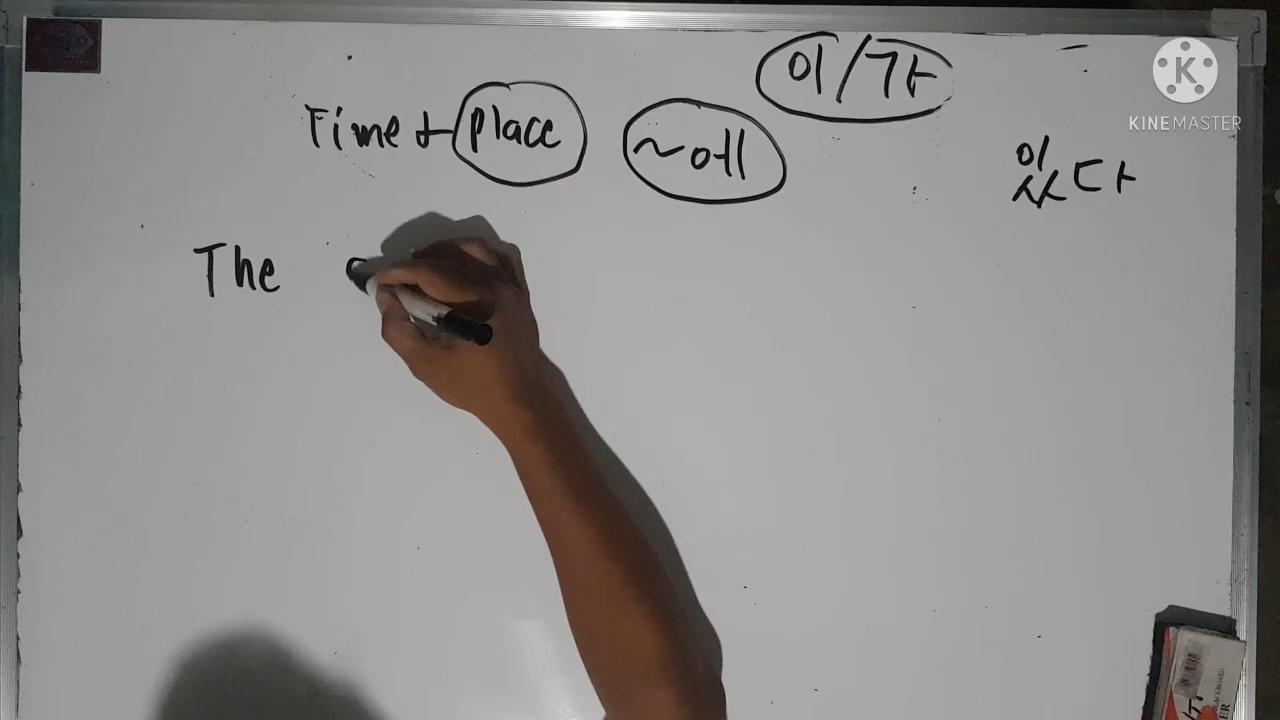 이/가
Time + place ~에
있다
The
KINEMASTER